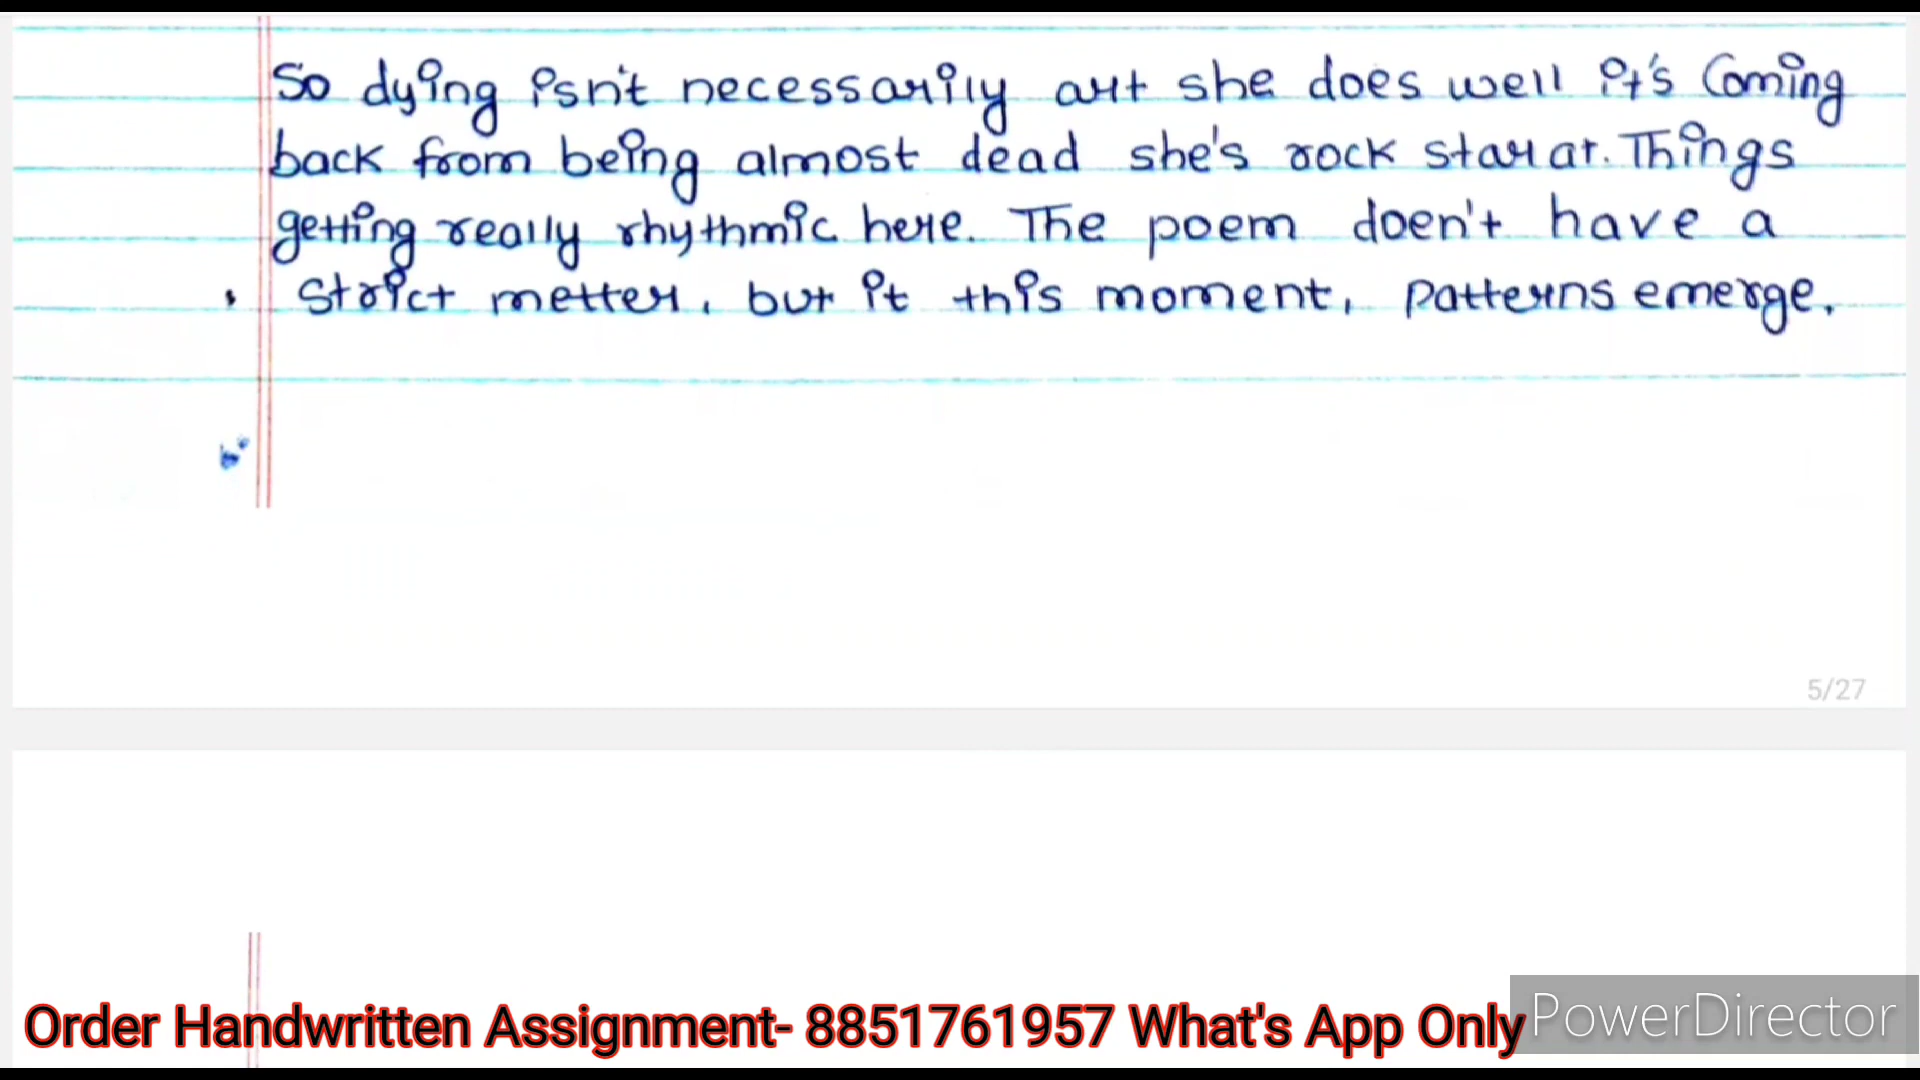 So dying isn't necessarily art she does well it's Coming
back from being almost dead she's rock star at. Things
getting really rhythmic here. The poem doen't have a
strict metter, but it this moment, patterns emerge.
5/27
Order Handwritten Assignment- 8851761957 What's App Only
PowerDirector